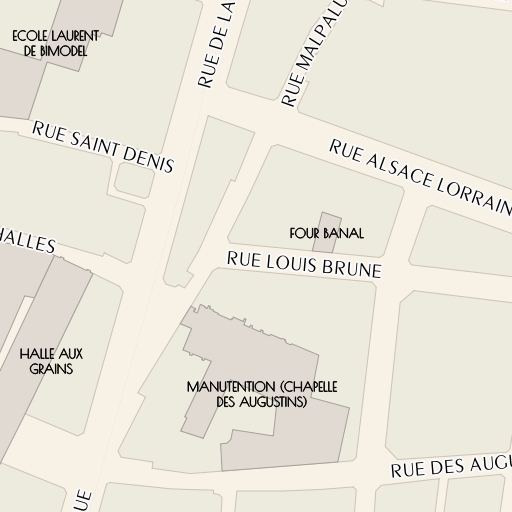 ECOLE LAURENT
DE BIMODEL
RUE DE LA
RUE MALPALU
RUE SAINT DENIS
RUE ALSACE LORRAIN
HALLES
FOUR BANAL
RUE LOUIS BRUNE
HALLE AUX
GRAINS
MANUTENTION (CHAPELLE
DES AUGUSTINS)
RUE DES AUGU
UE